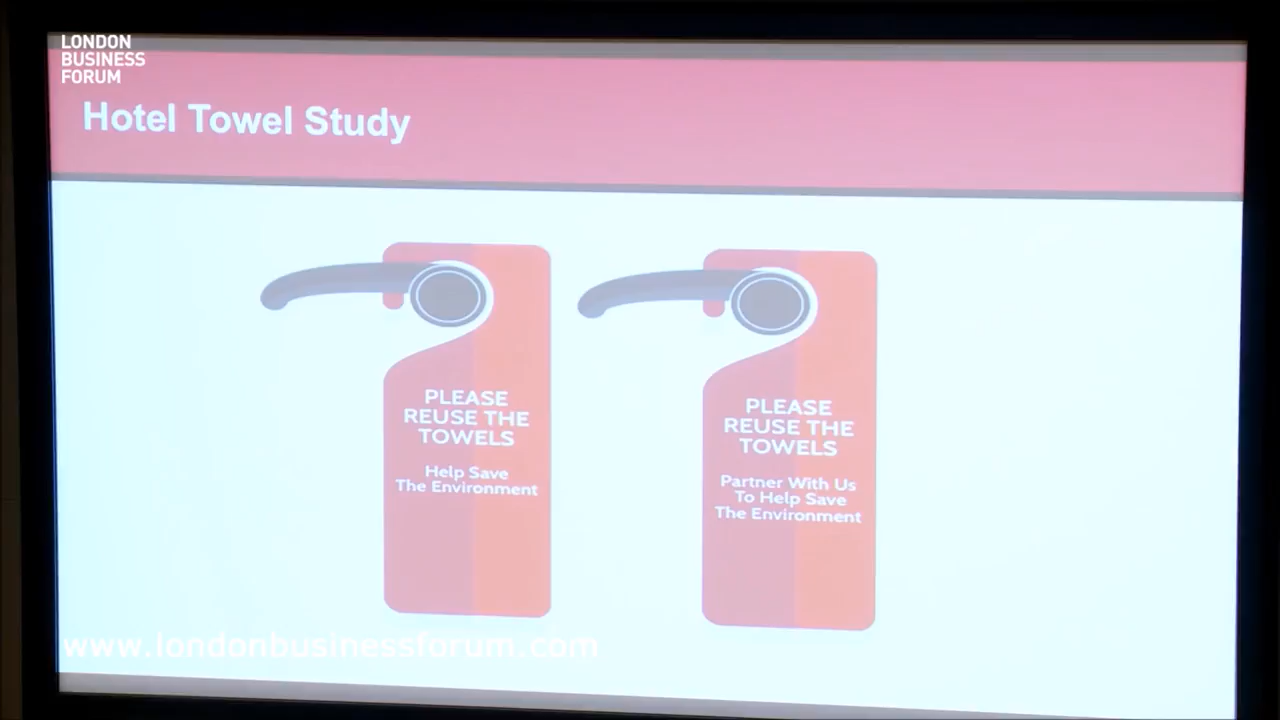 LONDON
BUSINESS
FORUM
Hotel Towel Study
PLEASE
REUSE THE
TOWELS
Help Save
The Environment
PLEASE
REUSE THE
TOWELS
Partner With Us
To Help Save
The Environment
www.londonbusinessforum.com